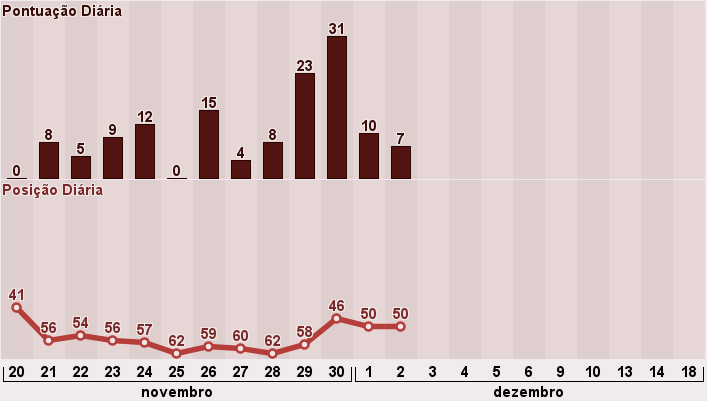 Pontuação Diária
0 8 5 9 12 0 15 4 8 23 31 10 7
Posição Diária
41 56 54 56 57 62 59 60 62 58 46 50 50
20 21 22 23 24 25 26 27 28 29 30 1 2 3 4 5 6 9 10 13 14 18
novembro dezembro